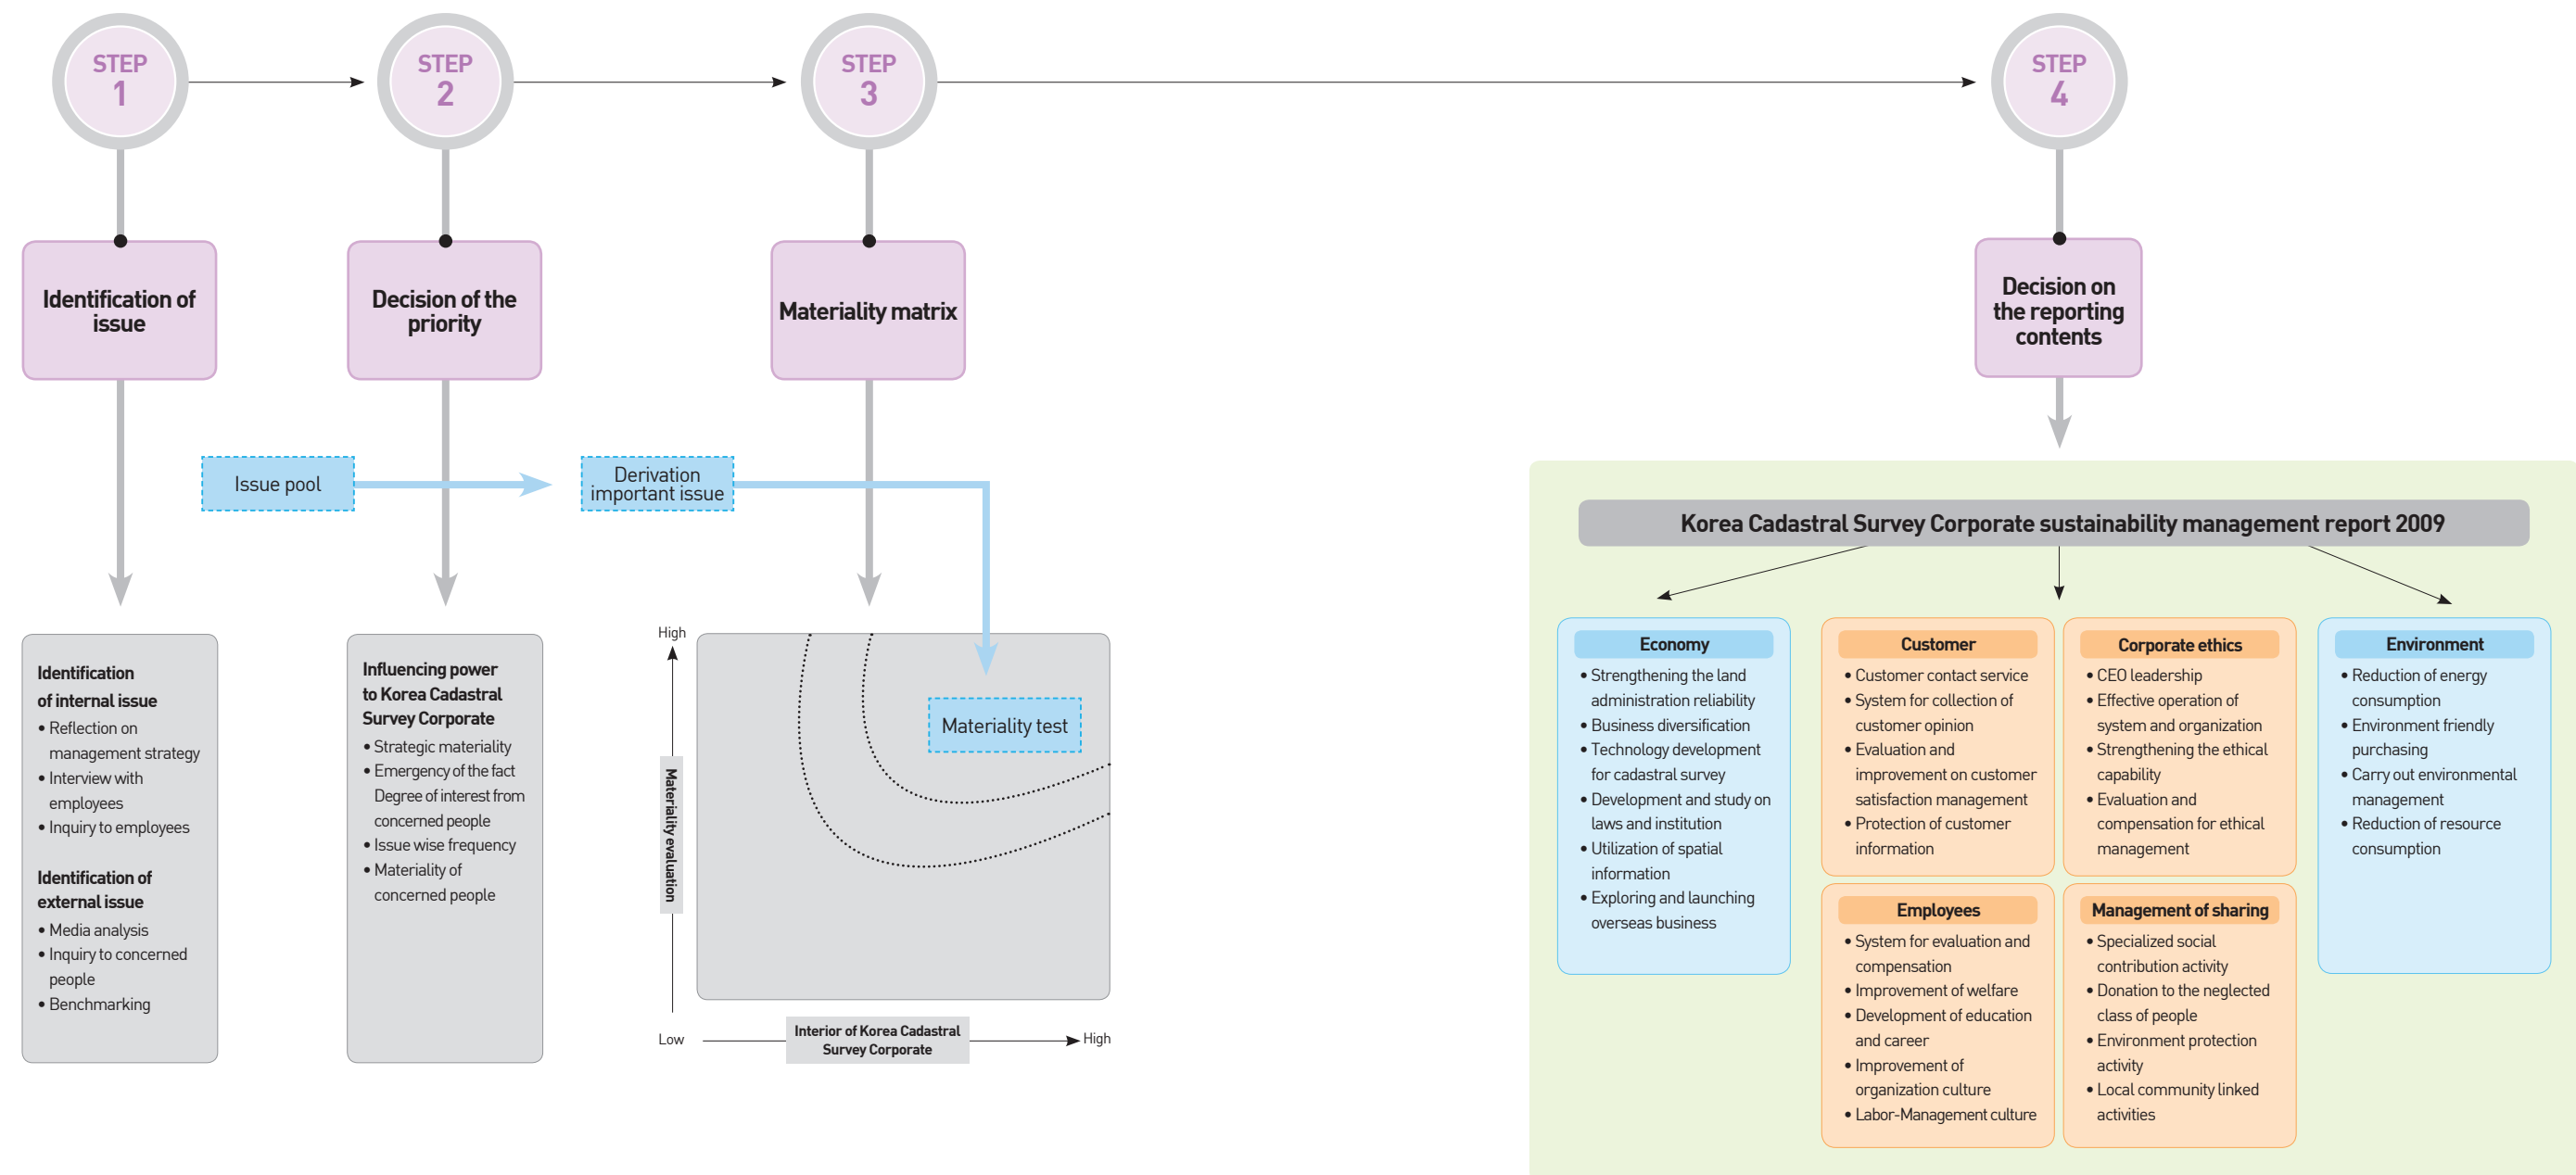 STEP
1
STEP
2
STEP
3
STEP
4
Identification of
issue
Decision of the
priority
Materiality matrix
Decision on
the reporting
contents
Issue pool
Derivation
important issue
Identification
of internal issue
• Reflection on
management strategy
• Interview with
employees
• Inquiry to employees
Identification of
external issue
• Media analysis
• Inquiry to concerned
people
• Benchmarking
Influencing power
to Korea Cadastral
Survey Corporate
• Strategic materiality
• Emergency of the fact
Degree of interest from
concerned people
• Issue wise frequency
• Materiality of
concerned people
High
Materiality evaluation
Low
Materiality test
Interior of Korea Cadastral
Survey Corporate
High
Korea Cadastral Survey Corporate sustainability management report 2009
Economy
• Strengthening the land
administration reliability
• Business diversification
• Technology development
for cadastral survey
• Development and study on
laws and institution
• Utilization of spatial
information
• Exploring and launching
overseas business
Customer
• Customer contact service
• System for collection of
customer opinion
• Evaluation and
improvement on customer
satisfaction management
• Protection of customer
information
Corporate ethics
• CEO leadership
• Effective operation of
system and organization
• Strengthening the ethical
capability
• Evaluation and
compensation for ethical
management
Environment
• Reduction of energy
consumption
• Environment friendly
purchasing
• Carry out environmental
management
• Reduction of resource
consumption
Employees
• System for evaluation and
compensation
• Improvement of welfare
• Development of education
and career
• Improvement of
organization culture
• Labor-Management culture
Management of sharing
• Specialized social
contribution activity
• Donation to the neglected
class of people
• Environment protection
activity
• Local community linked
activities